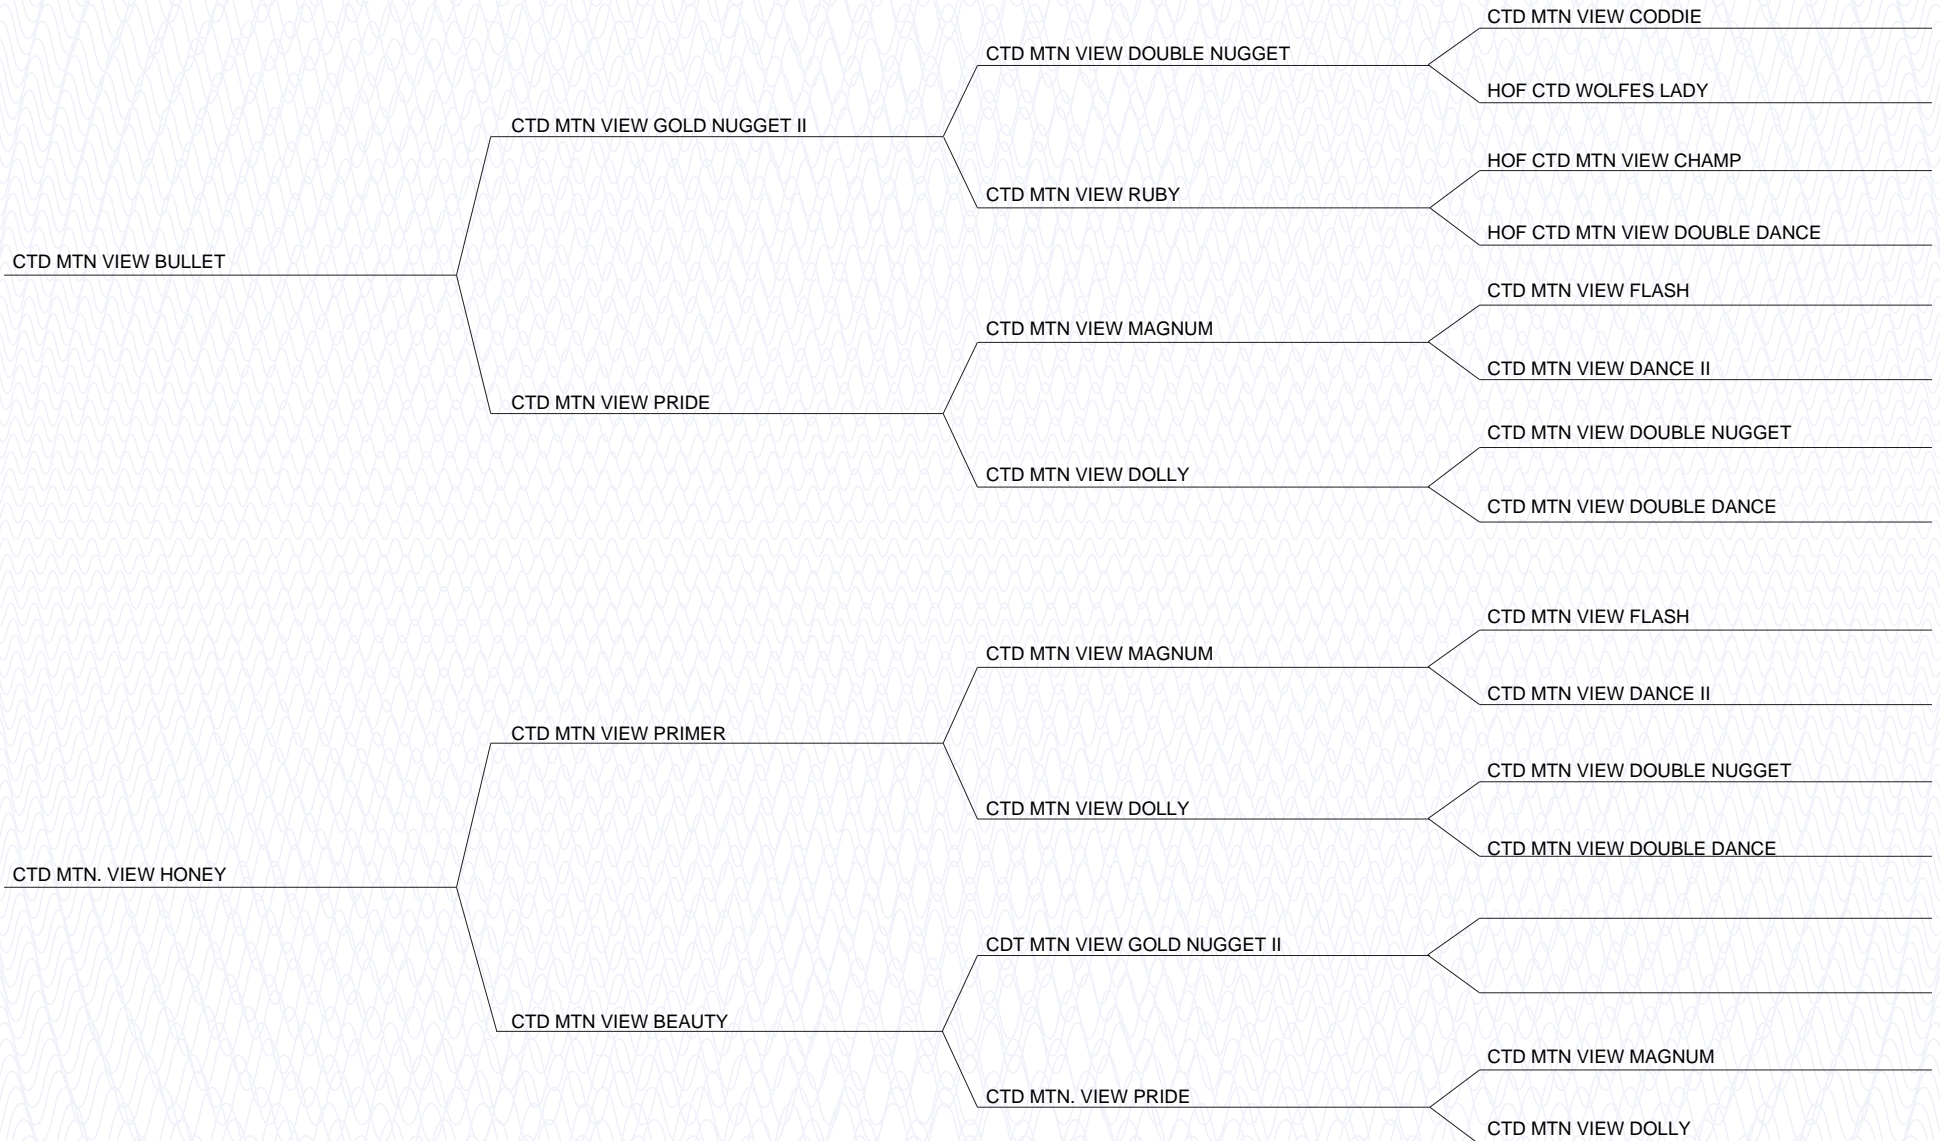 CTD MTN VIEW CODDIE
CTD MTN VIEW DOUBLE NUGGET
HOF CTD WOLFES LADY
CTD MTN VIEW GOLD NUGGET II
HOF CTD MTN VIEW CHAMP
CTD MTN VIEW RUBY
HOF CTD MTN VIEW DOUBLE DANCE
CTD MTN VIEW BULLET
CTD MTN VIEW FLASH
CTD MTN VIEW MAGNUM
CTD MTN VIEW DANCE II
CTD MTN VIEW PRIDE
CTD MTN VIEW DOUBLE NUGGET
CTD MTN VIEW DOLLY
CTD MTN VIEW DOUBLE DANCE
CTD MTN VIEW FLASH
CTD MTN VIEW MAGNUM
CTD MTN VIEW DANCE II
CTD MTN VIEW PRIMER
CTD MTN VIEW DOUBLE NUGGET
CTD MTN VIEW DOLLY
CTD MTN VIEW DOUBLE DANCE
CTD MTN. VIEW HONEY
CDT MTN VIEW GOLD NUGGET II
CTD MTN VIEW BEAUTY
CTD MTN VIEW MAGNUM
CTD MTN. VIEW PRIDE
CTD MTN VIEW DOLLY